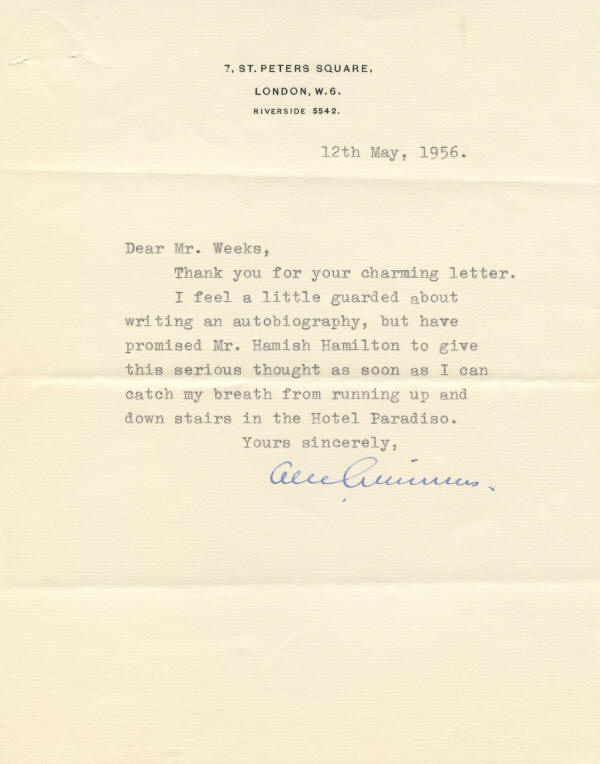 7, ST. PETERS SQUARE,
LONDON, W.6.
RIVERSIDE 5542.
12th May, 1956.
Dear Mr. Weeks,
Thank you for your charming letter.
I feel a little guarded about
writing an autobiography, but have
promised Mr. Hamish Hamilton to give
this serious thought as soon as I can
catch my breath from running up and
down stairs in the Hotel Paradiso.
Yours sincerely,
Alec Guinness.